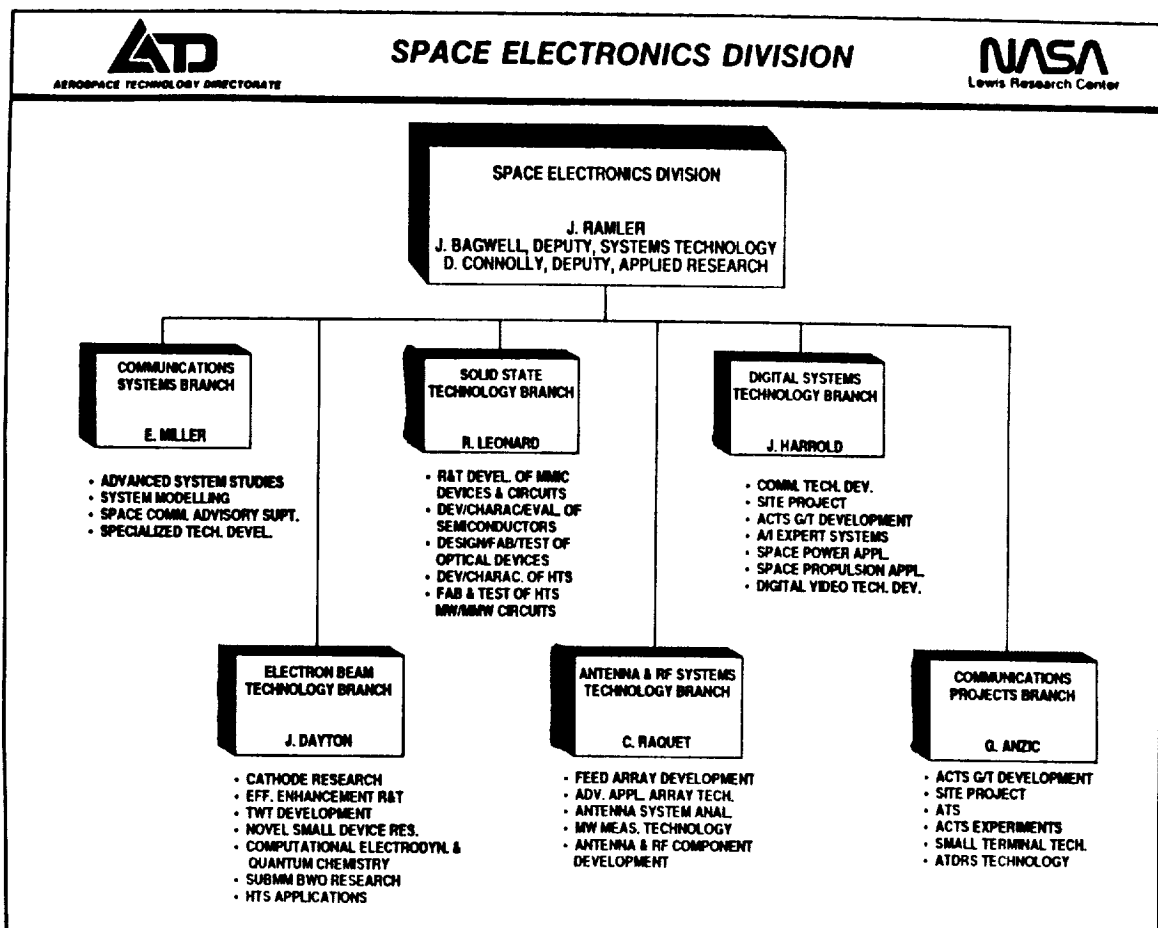 ATD
AEROSPACE TECHNOLOGY DIRECTORATE
SPACE ELECTRONICS DIVISION
NASA
Lewis Research Center
SPACE ELECTRONICS DIVISION
J. RAMLER
J. BAGWELL, DEPUTY, SYSTEMS TECHNOLOGY
D. CONNOLLY, DEPUTY, APPLIED RESEARCH
COMMUNICATIONS
SYSTEMS BRANCH
E. MILLER
• ADVANCED SYSTEM STUDIES
• SYSTEM MODELLING
• SPACE COMM. ADVISORY SUPT.
• SPECIALIZED TECH. DEVEL.
SOLID STATE
TECHNOLOGY BRANCH
R. LEONARD
• R&T DEVEL. OF MMIC
DEVICES & CIRCUITS
• DEV/CHARAC/EVAL. OF
SEMICONDUCTORS
• DESIGN/FAB/TEST OF
OPTICAL DEVICES
• DEV/CHARAC. OF HTS
• FAB & TEST OF HTS
MW/MMW CIRCUITS
DIGITAL SYSTEMS
TECHNOLOGY BRANCH
J. HARROLD
• COMM. TECH. DEV.
• SITE PROJECT
• ACTS G/T DEVELOPMENT
• A/I EXPERT SYSTEMS
• SPACE POWER APPL.
• SPACE PROPULSION APPL.
• DIGITAL VIDEO TECH. DEV.
ELECTRON BEAM
TECHNOLOGY BRANCH
J. DAYTON
• CATHODE RESEARCH
• EFF. ENHANCEMENT R&T
• TWT DEVELOPMENT
• NOVEL SMALL DEVICE RES.
• COMPUTATIONAL ELECTRODYN. &
QUANTUM CHEMISTRY
• SUBMM BWO RESEARCH
• HTS APPLICATIONS
ANTENNA & RF SYSTEMS
TECHNOLOGY BRANCH
C. RAQUET
• FEED ARRAY DEVELOPMENT
• ADV. APPL. ARRAY TECH.
• ANTENNA SYSTEM ANAL.
• MW MEAS. TECHNOLOGY
• ANTENNA & RF COMPONENT
DEVELOPMENT
COMMUNICATIONS
PROJECTS BRANCH
G. ANZIC
• ACTS G/T DEVELOPMENT
• SITE PROJECT
• ATS
• ACTS EXPERIMENTS
• SMALL TERMINAL TECH.
• ATDRS TECHNOLOGY